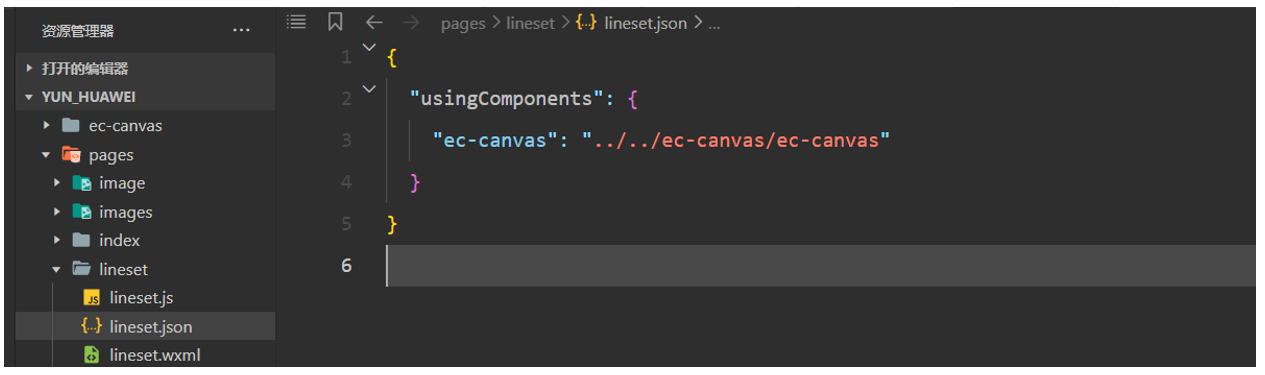 资源管理器 ...
打开的编辑器
YUN_HUAWEI
ec-canvas
pages
image
images
index
lineset
lineset.js
lineset.json
lineset.wxml
pages > lineset > {..} lineset.json > ...
1 {
2 "usingComponents": {
3 "ec-canvas": "../../ec-canvas/ec-canvas"
4 }
5 }
6